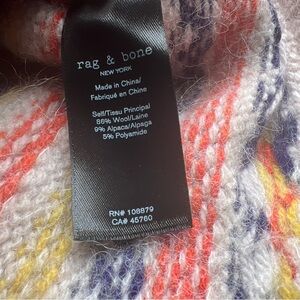 rag & bone
NEW YORK
Made in China/
Fabriqué en Chine
Self/Tissu Principal
86% Wool/Laine
9% Alpaca/Alpaga
5% Polyamide
RN# 108879
CA# 45760